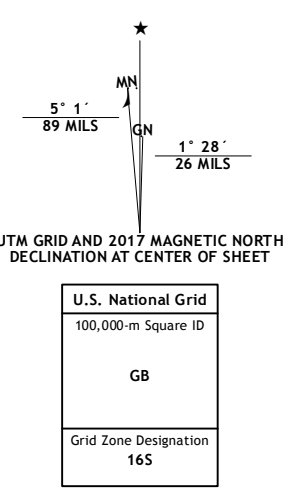 ★
MN
5° 1´
89 MILS
GN
1° 28´
26 MILS
UTM GRID AND 2017 MAGNETIC NORTH
DECLINATION AT CENTER OF SHEET
U.S. National Grid
100,000-m Square ID
GB
Grid Zone Designation
16S